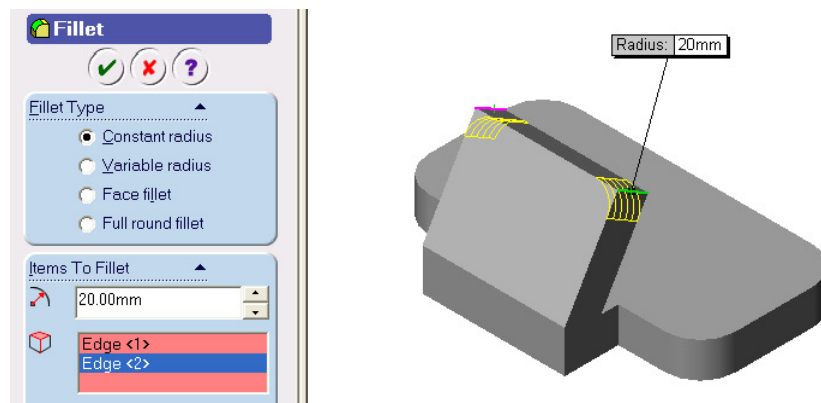 Fillet
?
Fillet Type
Constant radius
Variable radius
Face fillet
Full round fillet
Items To Fillet
20.00mm
Edge <1>
Edge <2>
Radius: 20mm